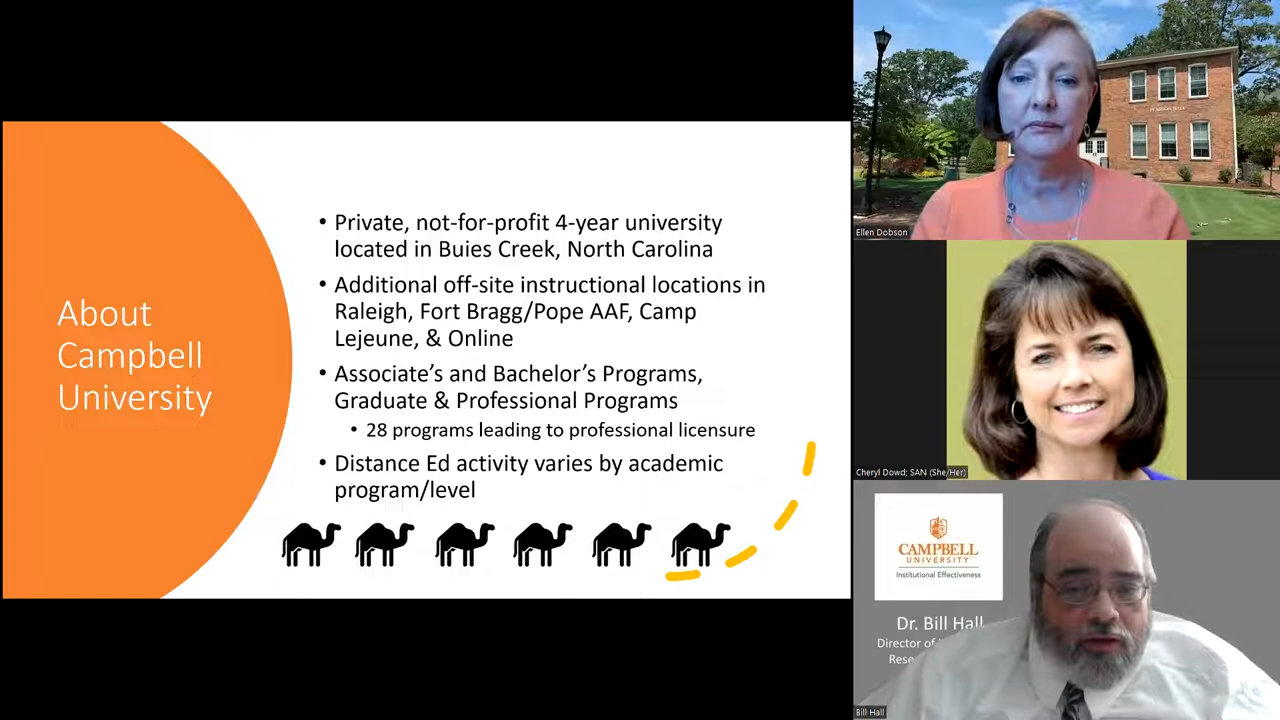 About
Campbell
University
• Private, not-for-profit 4-year university
located in Buies Creek, North Carolina
• Additional off-site instructional locations in
Raleigh, Fort Bragg/Pope AAF, Camp
Lejeune, & Online
• Associate's and Bachelor's Programs,
Graduate & Professional Programs
• 28 programs leading to professional licensure
• Distance Ed activity varies by academic
program/level
Ellen Dobson
Cheryl Dowd; SAN (She/Her)
CAMPBELL
UNIVERSITY
Institutional Effectiveness
Dr. Bill Hall
Director of
Bill Hall